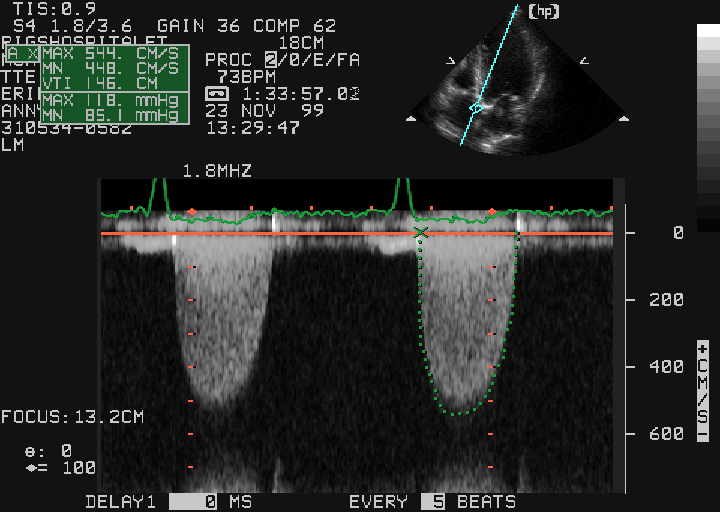 TIS:0.9
S4 1.8/3.6 GAIN 36 COMP 62
[hp]
RIGSHOSPITALET
18CM
A X
MAX 544. CM/S
MN 448. CM/S
VTI 146. CM
MAX 118. mmHg
MN 85.1 mmHg
PROC 2/0/E/FA
TTE
73BPM
ERI
1:33:57.02
ANN
23 NOV 99
310534-0582
13:29:47
LM
1.8MHZ
0
200
400
600
+CM/S-
FOCUS:13.2CM
θ: 0
◆= 100
DELAY1 0 MS EVERY 5 BEATS